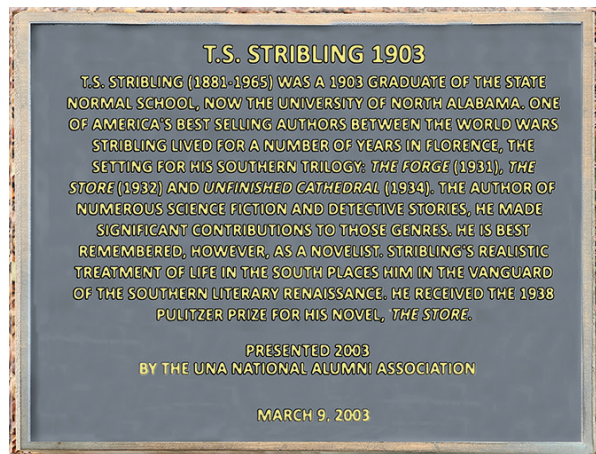 T.S. STRIBLING 1903
T.S. STRIBLING (1881-1965) WAS A 1903 GRADUATE OF THE STATE
NORMAL SCHOOL, NOW THE UNIVERSITY OF NORTH ALABAMA. ONE
OF AMERICA'S BEST SELLING AUTHORS BETWEEN THE WORLD WARS
STRIBLING LIVED FOR A NUMBER OF YEARS IN FLORENCE, THE
SETTING FOR HIS SOUTHERN TRILOGY: THE FORGE (1931), THE
STORE (1932) AND UNFINISHED CATHEDRAL (1934). THE AUTHOR OF
NUMEROUS SCIENCE FICTION AND DETECTIVE STORIES, HE MADE
SIGNIFICANT CONTRIBUTIONS TO THOSE GENRES. HE IS BEST
REMEMBERED, HOWEVER, AS A NOVELIST. STRIBLING'S REALISTIC
TREATMENT OF LIFE IN THE SOUTH PLACES HIM IN THE VANGUARD
OF THE SOUTHERN LITERARY RENAISSANCE. HE RECEIVED THE 1938
PULITZER PRIZE FOR HIS NOVEL, THE STORE.
PRESENTED 2003
BY THE UNA NATIONAL ALUMNI ASSOCIATION
MARCH 9, 2003